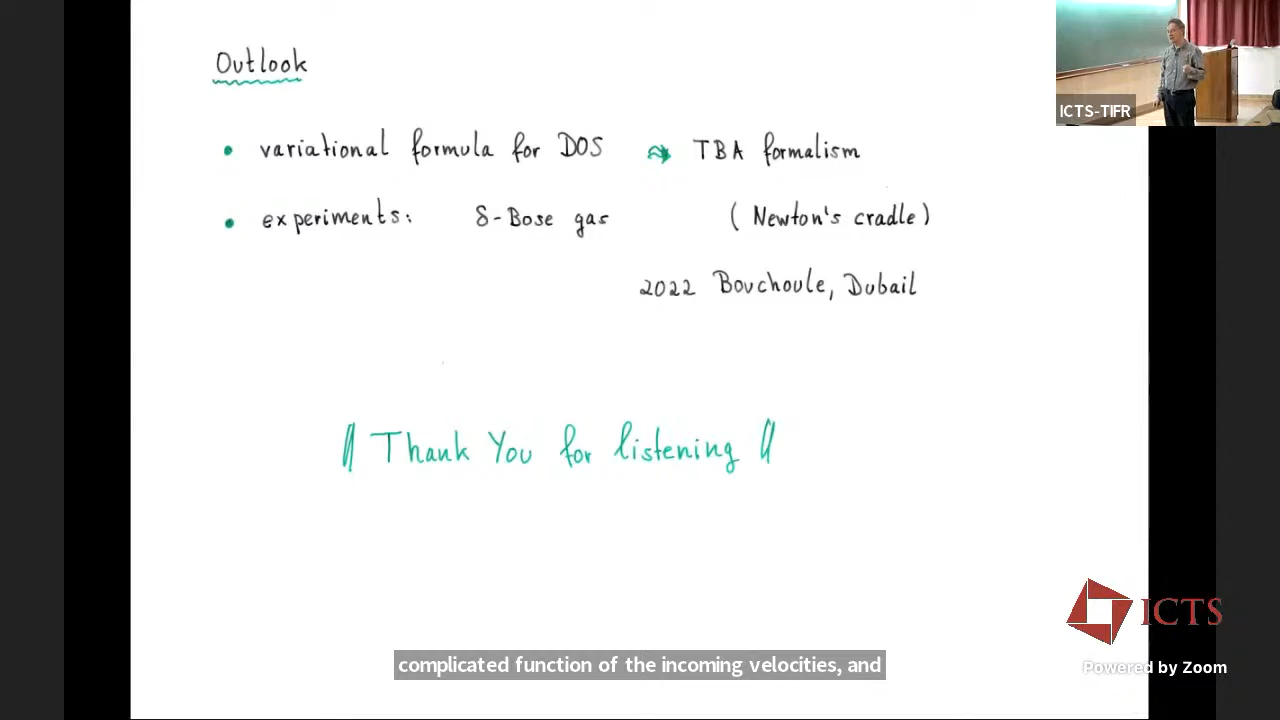 Outlook
• variational formula for DOS ⇝ TBA formalism
• experiments: δ-Bose gas (Newton's cradle)
2022 Bouchoule, Dubail
Thank You for listening
ICTS-TIFR
ICTS
complicated function of the incoming velocities, and
Powered by Zoom